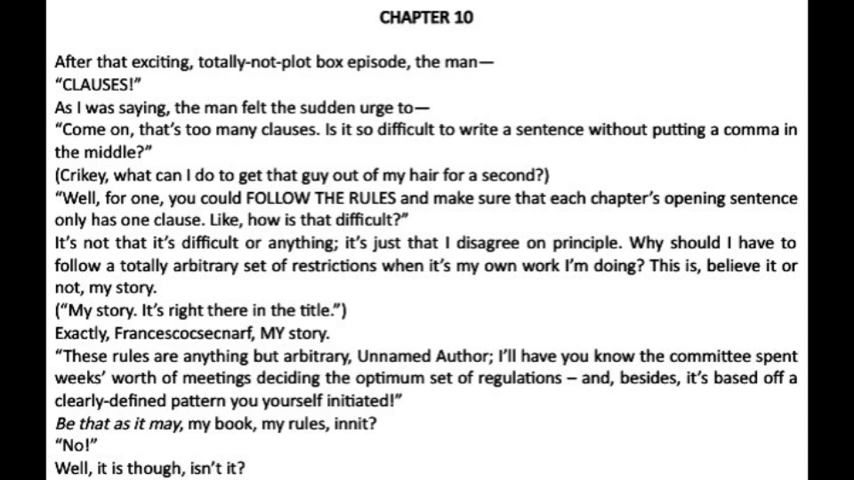 CHAPTER 10
After that exciting, totally-not-plot box episode, the man—
“CLAUSES!”
As I was saying, the man felt the sudden urge to—
“Come on, that’s too many clauses. Is it so difficult to write a sentence without putting a comma in
the middle?”
(Crikey, what can I do to get that guy out of my hair for a second?)
“Well, for one, you could FOLLOW THE RULES and make sure that each chapter’s opening sentence
only has one clause. Like, how is that difficult?”
It’s not that it’s difficult or anything; it’s just that I disagree on principle. Why should I have to
follow a totally arbitrary set of restrictions when it’s my own work I’m doing? This is, believe it or
not, my story.
(“My story. It’s right there in the title.”)
Exactly, Francescocsecnarf, MY story.
“These rules are anything but arbitrary, Unnamed Author; I’ll have you know the committee spent
weeks’ worth of meetings deciding the optimum set of regulations – and, besides, it’s based off a
clearly-defined pattern you yourself initiated!”
Be that as it may, my book, my rules, innit?
“No!”
Well, it is though, isn’t it?